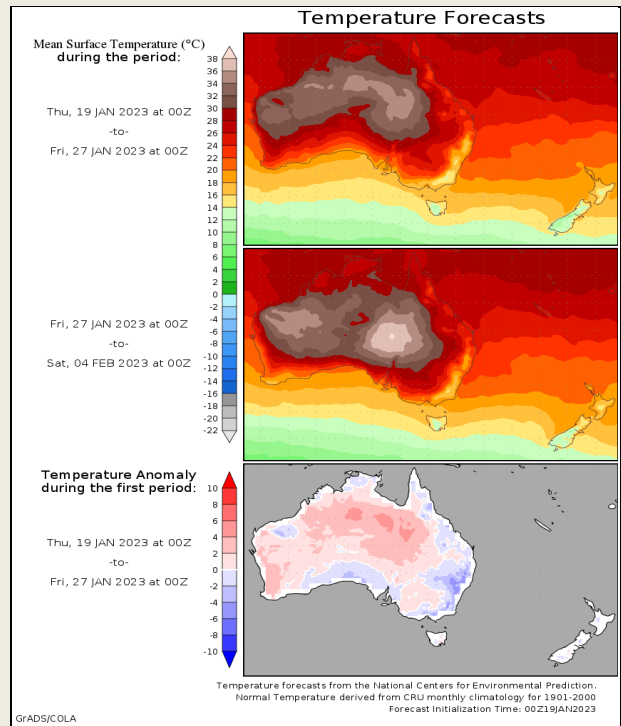 Temperature Forecasts
Mean Surface Temperature (°C)
during the period:
Thu, 19 JAN 2023 at 00Z
-to-
Fri, 27 JAN 2023 at 00Z
38
36
34
32
30
28
26
24
22
20
18
16
14
12
10
8
6
4
2
0
-2
-4
-6
-8
-10
-12
-14
-16
-18
-20
-22
Fri, 27 JAN 2023 at 00Z
-to-
Sat, 04 FEB 2023 at 00Z
Temperature Anomaly
during the first period:
Thu, 19 JAN 2023 at 00Z
-to-
Fri, 27 JAN 2023 at 00Z
10
8
6
4
2
0
-2
-4
-6
-8
-10
Temperature forecasts from the National Centers for Environmental Prediction.
Normal Temperature derived from CRU monthly climatology for 1901-2000
Forecast Initialization Time: 00Z19JAN2023
GrADS/COLA